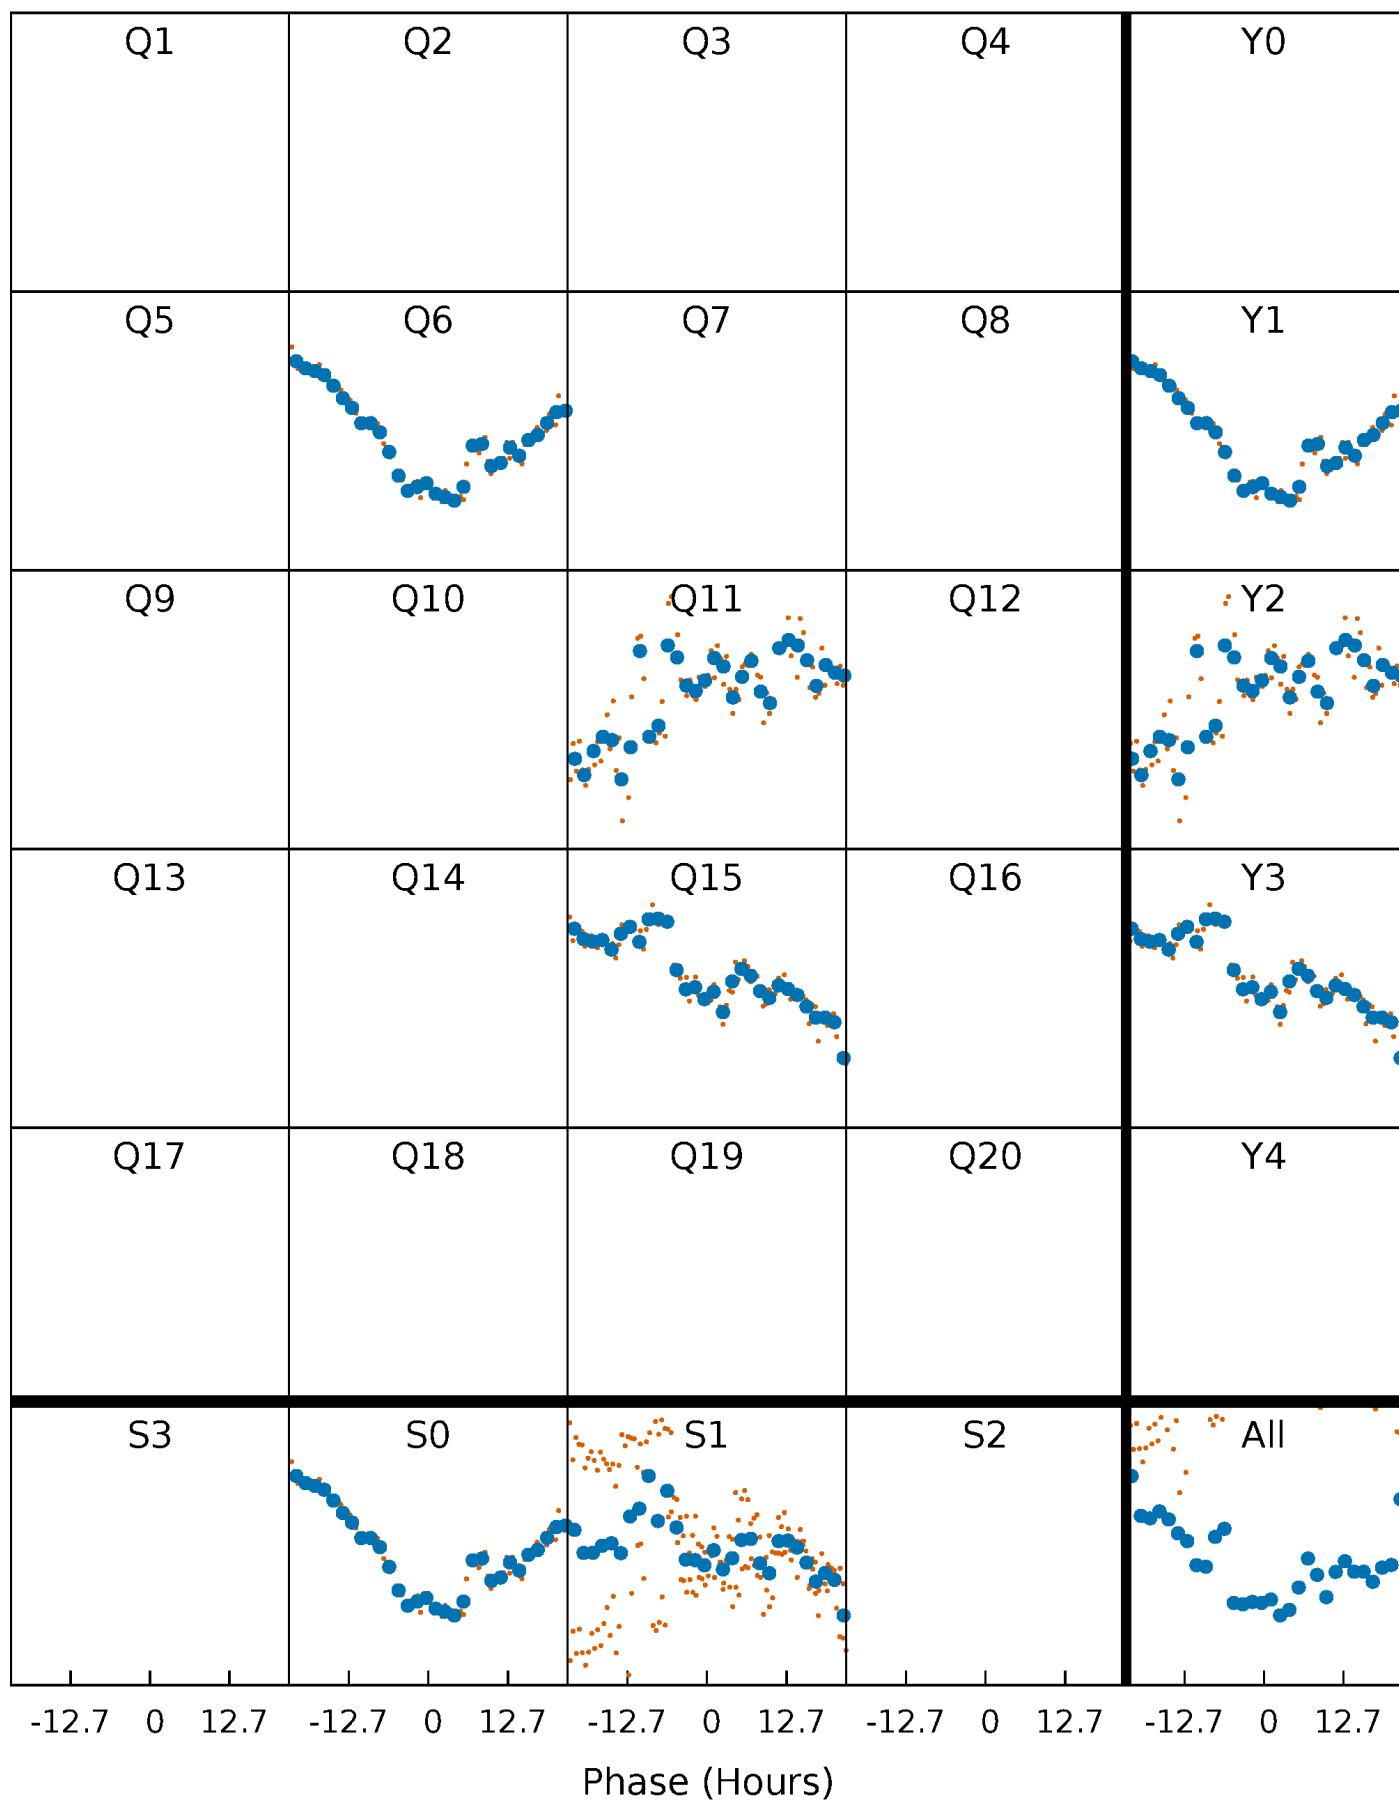 Q1 Q2 Q3 Q4 Y0
Q5 Q6 Q7 Q8 Y1
Q9 Q10 Q11 Q12 Y2
Q13 Q14 Q15 Q16 Y3
Q17 Q18 Q19 Q20 Y4
S3 S0 S1 S2 All
-12.7 0 12.7 -12.7 0 12.7 -12.7 0 12.7 -12.7 0 12.7 -12.7 0 12.7
Phase (Hours)